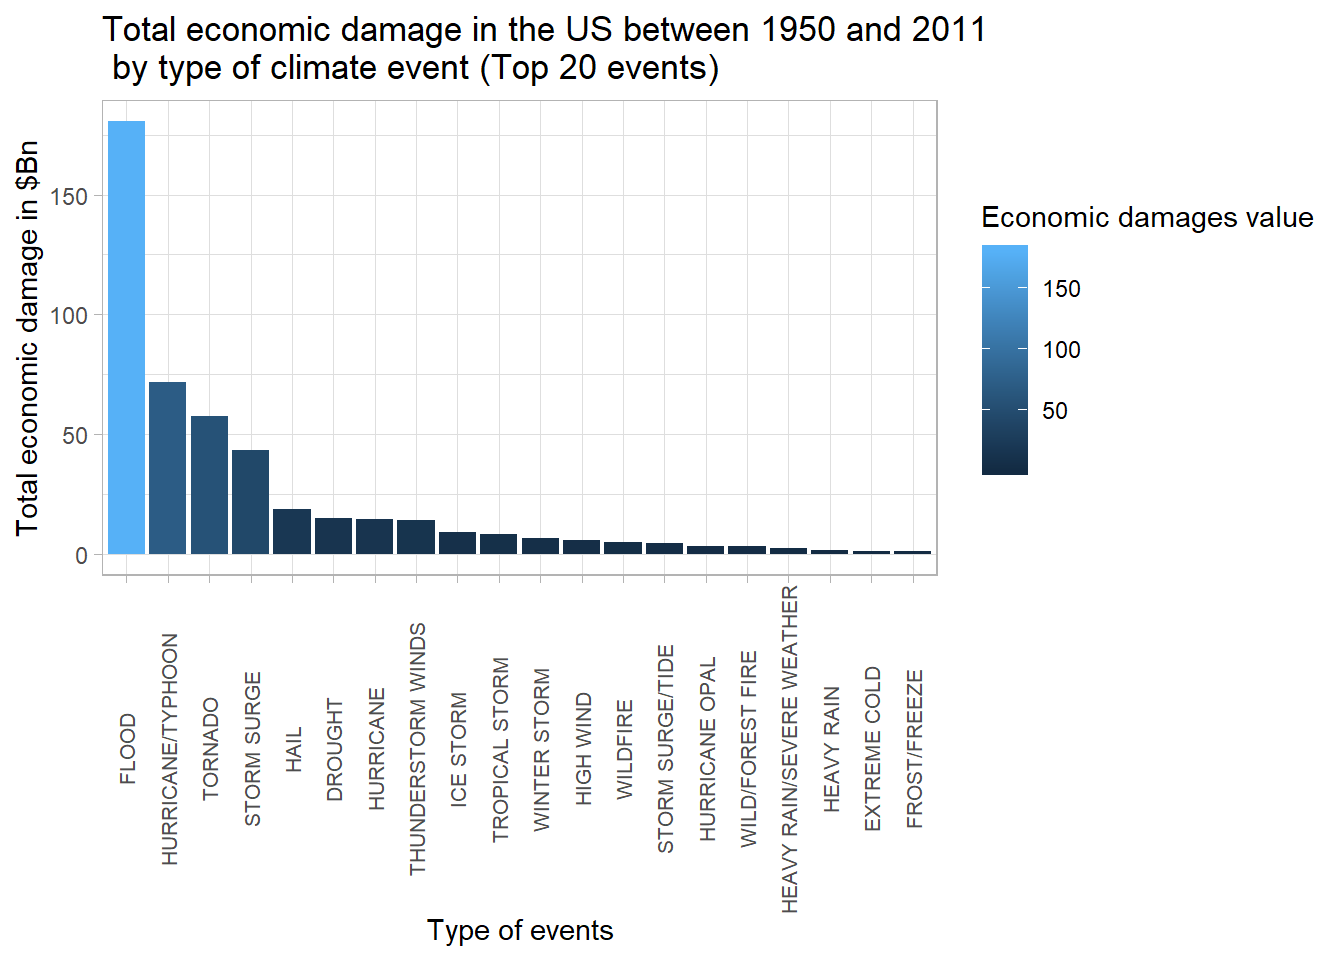 Total economic damage in the US between 1950 and 2011
by type of climate event (Top 20 events)
Total economic damage in $Bn
150
100
50
0
FLOOD
HURRICANE/TYPHOON
TORNADO
STORM SURGE
HAIL
DROUGHT
HURRICANE
THUNDERSTORM WINDS
ICE STORM
TROPICAL STORM
WINTER STORM
HIGH WIND
WILDFIRE
STORM SURGE/TIDE
HURRICANE OPAL
WILD/FOREST FIRE
HEAVY RAIN/SEVERE WEATHER
HEAVY RAIN
EXTREME COLD
FROST/FREEZE
Type of events
Economic damages value
150
100
50